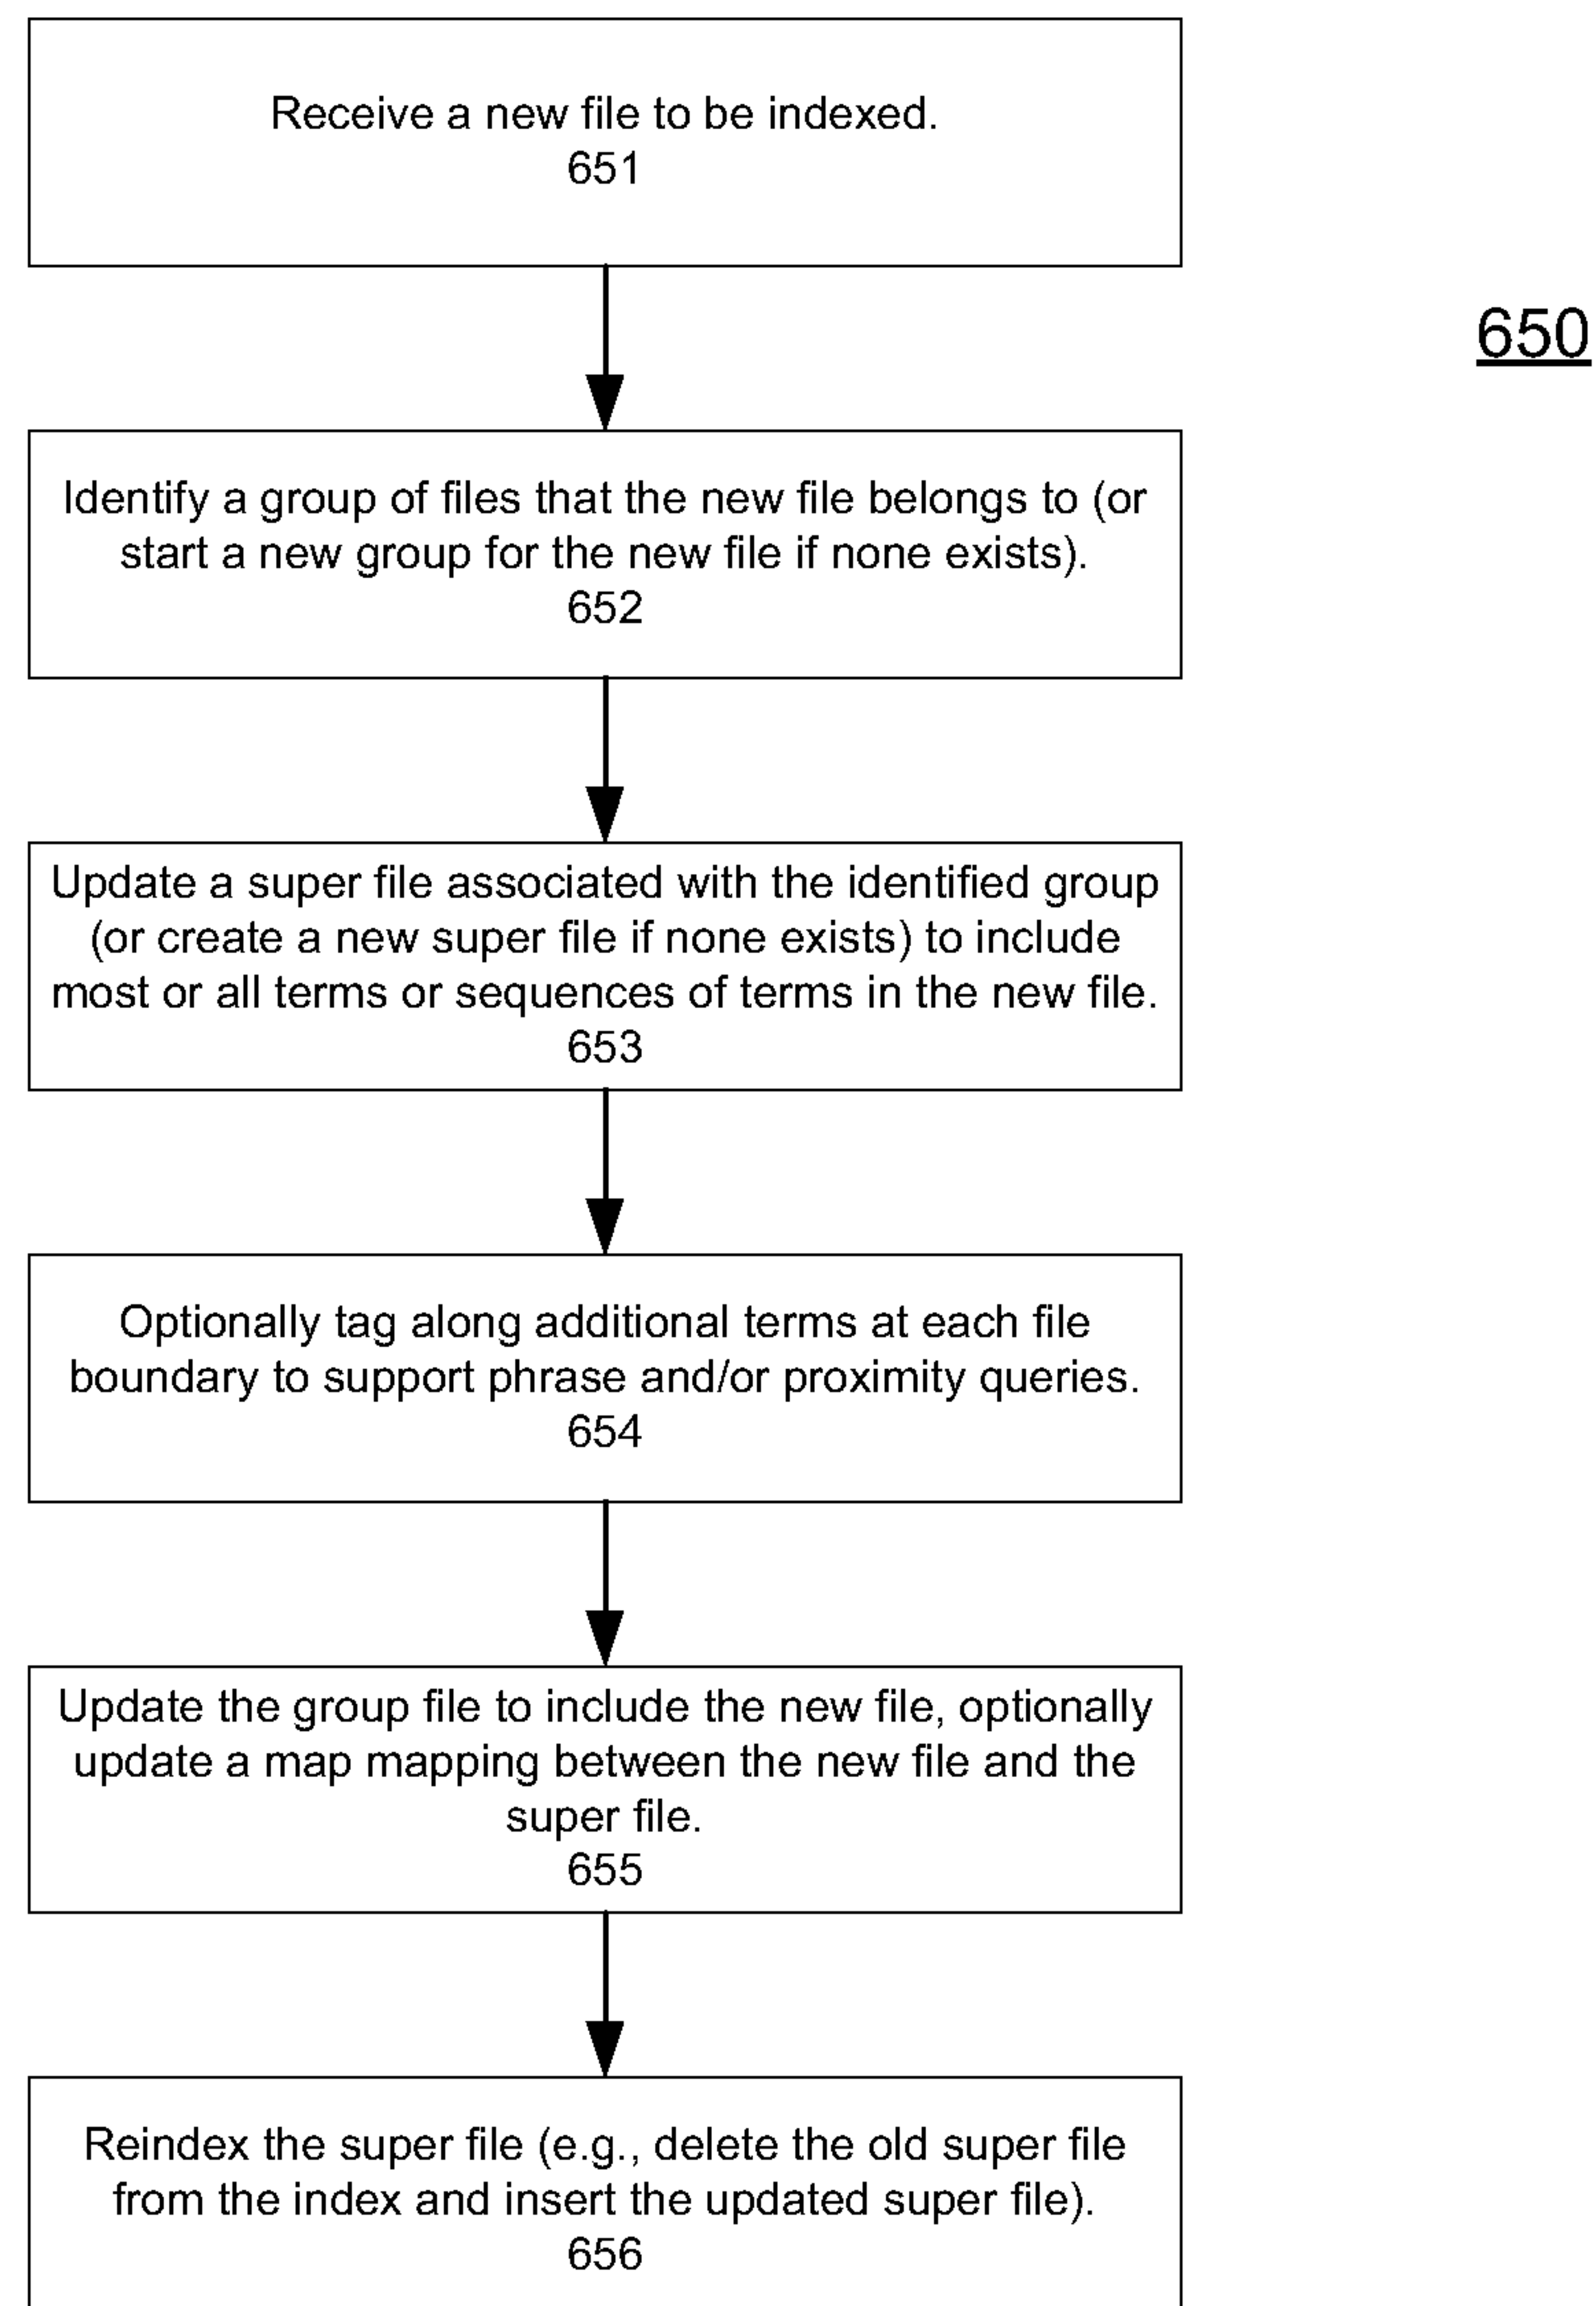 Receive a new file to be indexed.
651
650
Identify a group of files that the new file belongs to (or
start a new group for the new file if none exists).
652
Update a super file associated with the identified group
(or create a new super file if none exists) to include
most or all terms or sequences of terms in the new file.
653
Optionally tag along additional terms at each file
boundary to support phrase and/or proximity queries.
654
Update the group file to include the new file, optionally
update a map mapping between the new file and the
super file.
655
Reindex the super file (e.g., delete the old super file
from the index and insert the updated super file).
656